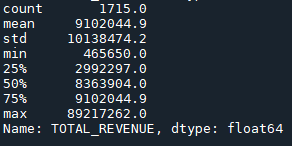 count 1715.0
mean 9102044.9
std 10138474.2
min 465650.0
25% 2992297.0
50% 8363904.0
75% 9102044.9
max 89217262.0
Name: TOTAL_REVENUE, dtype: float64